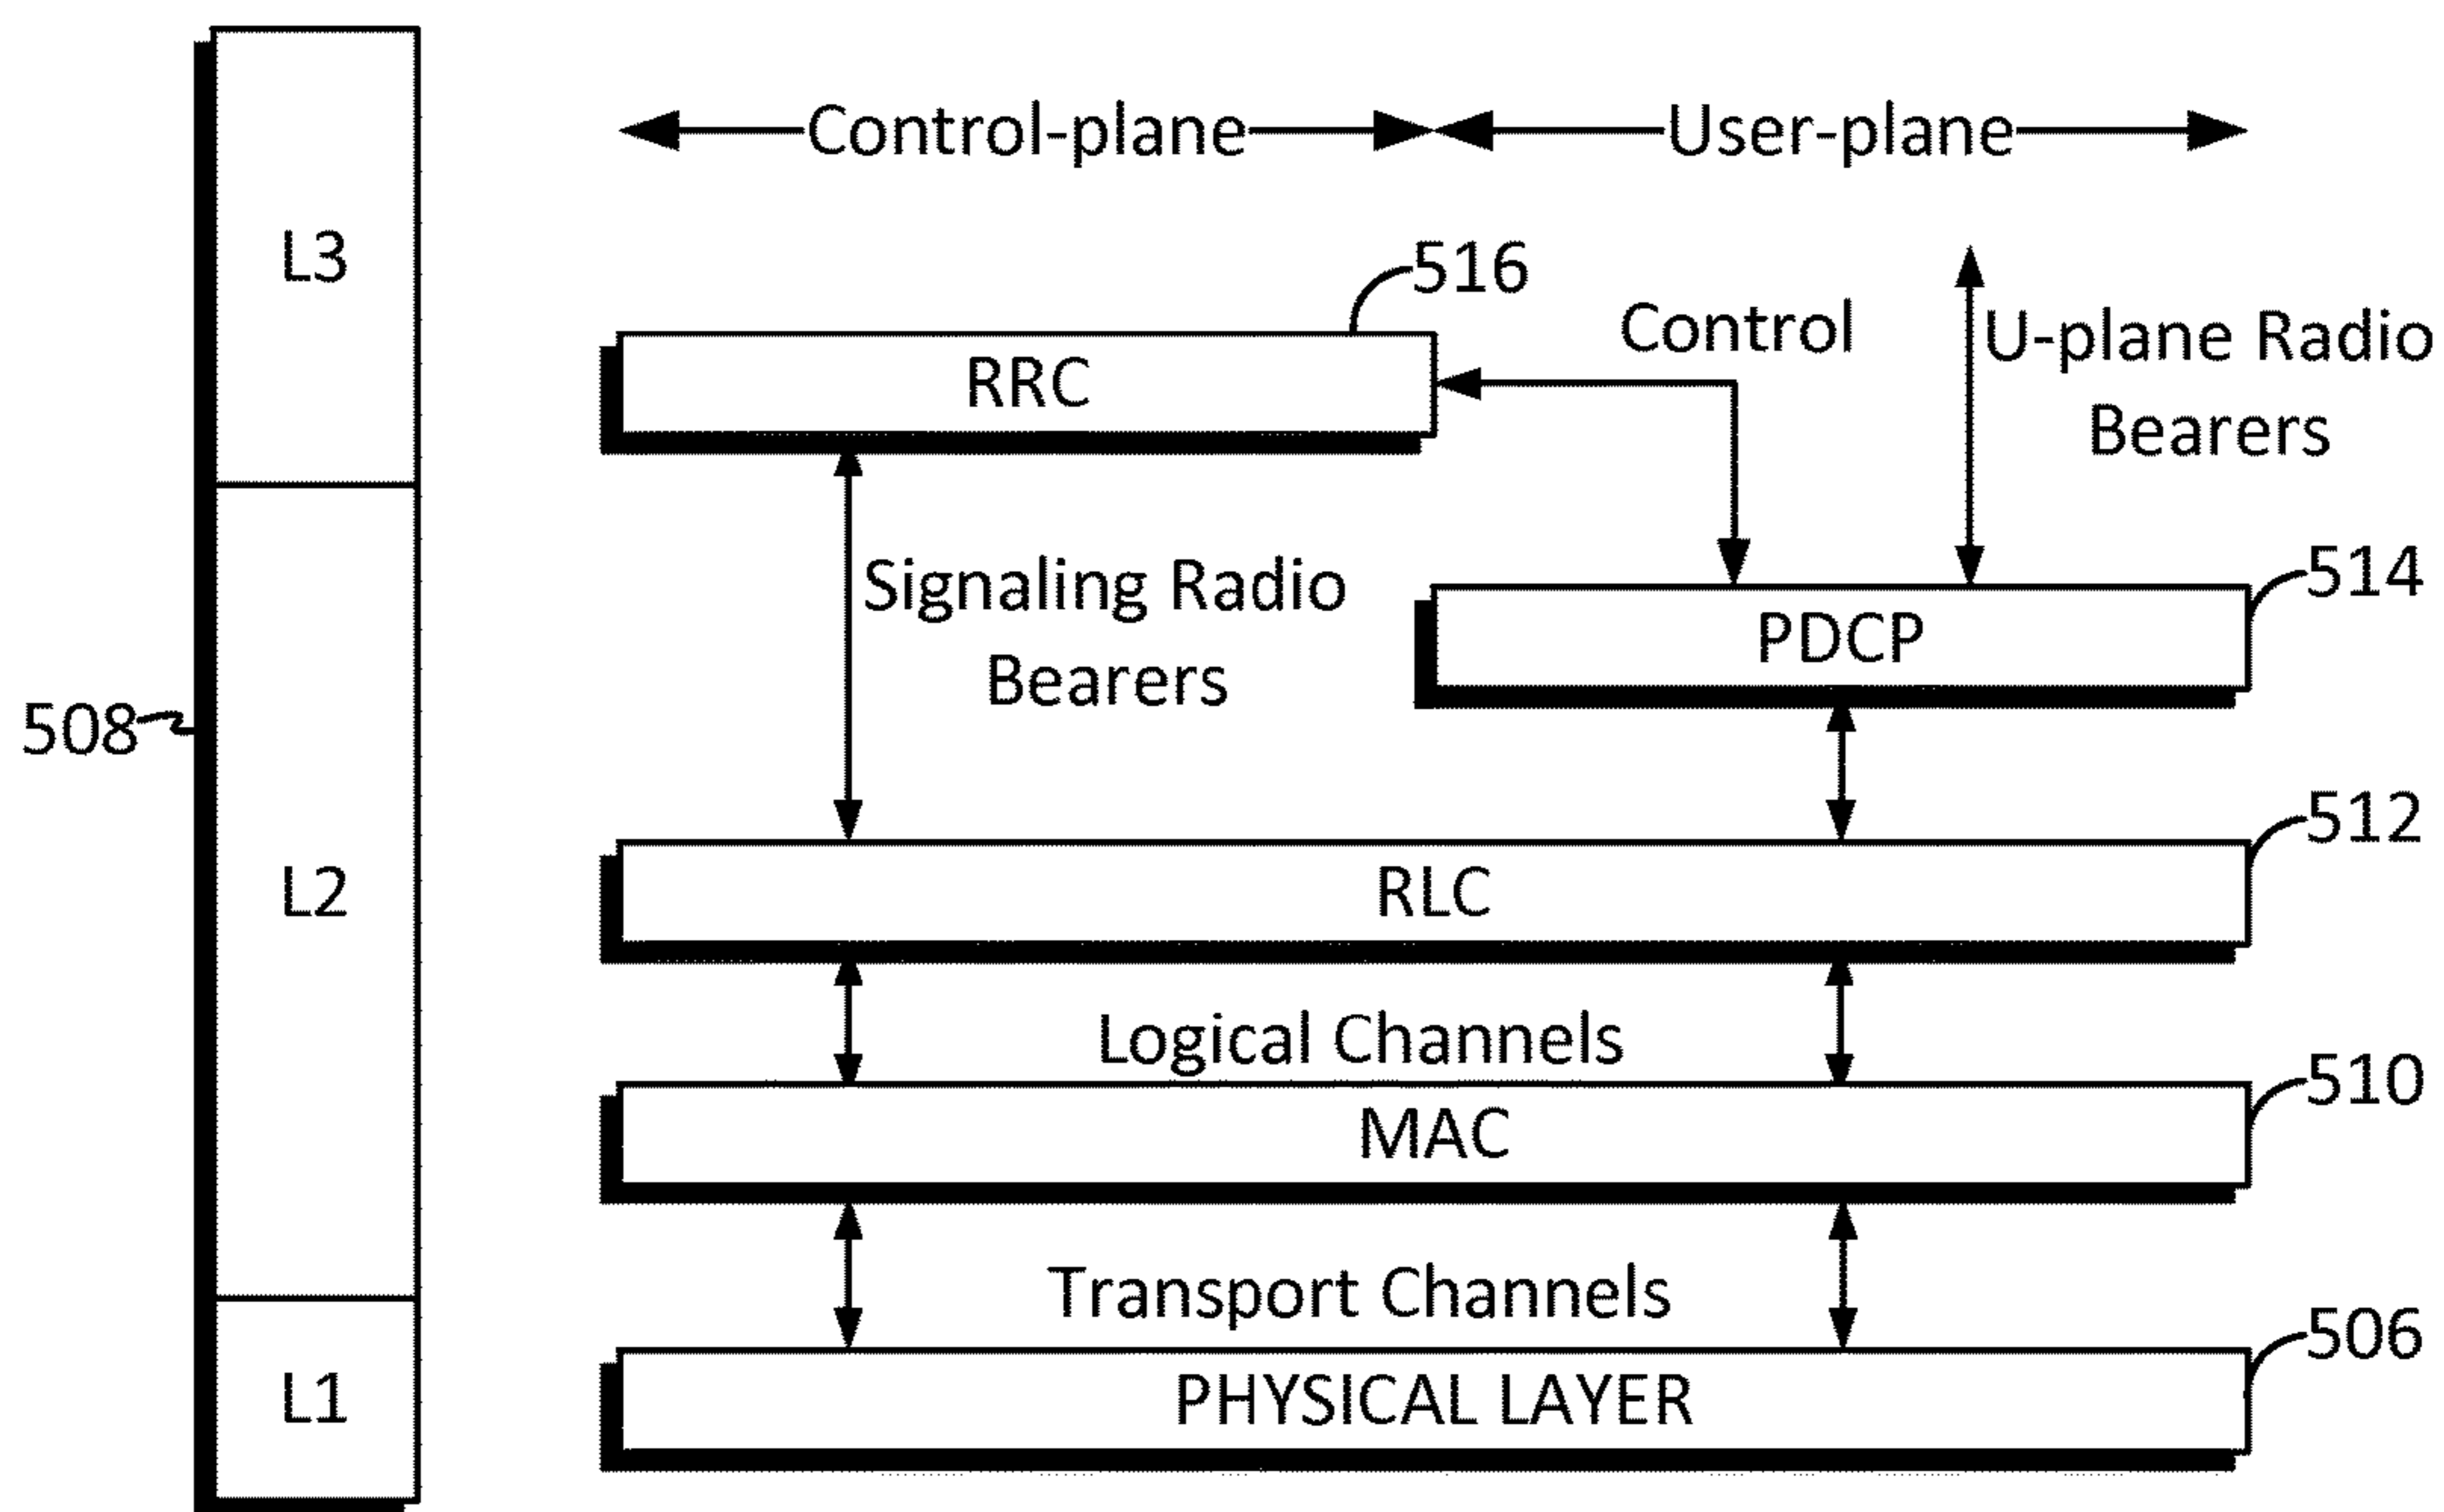 Control-plane
User-plane
L3
516
Control
U-plane Radio
Bearers
RRC
Signaling Radio
Bearers
514
PDCP
508
512
L2
RLC
Logical Channels
510
MAC
Transport Channels
506
L1
PHYSICAL LAYER